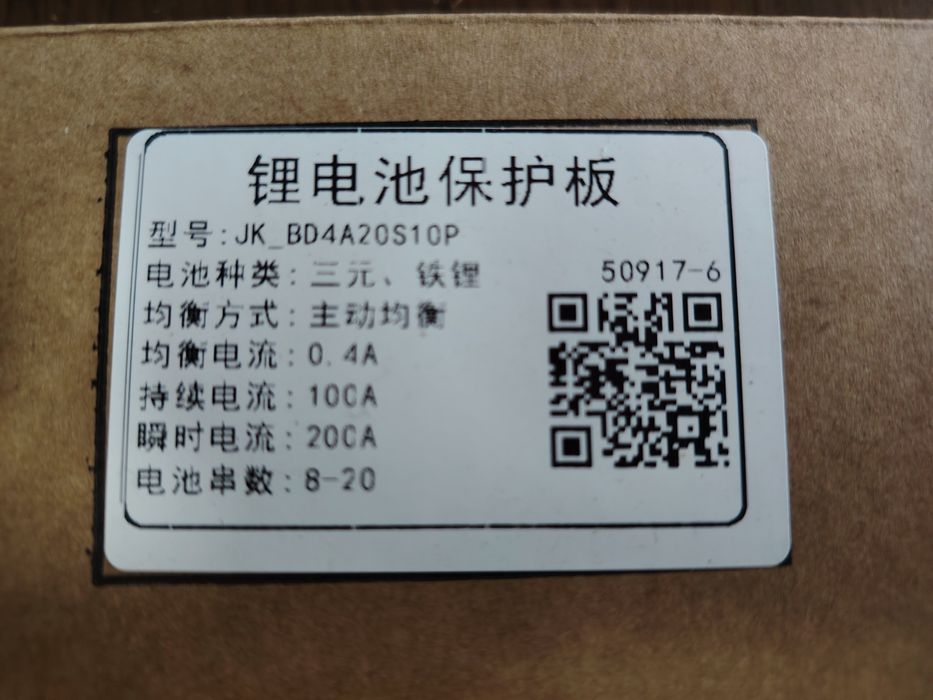 锂电池保护板
型号:JK_BD4A20S10P
电池种类:三元、铁锂
50917-6
均衡方式:主动均衡
均衡电流:0.4A
持续电流:100A
瞬时电流:200A
电池串数:8-20